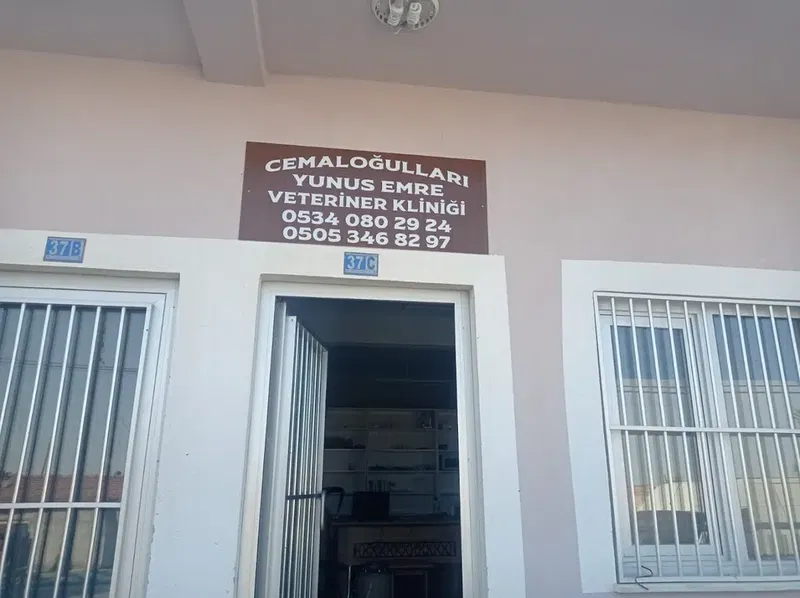 CEMALOĞULLARI
YUNUS EMRE
VETERİNER KLİNİĞİ
0534 080 29 24
0505 346 82 97
37B
37C